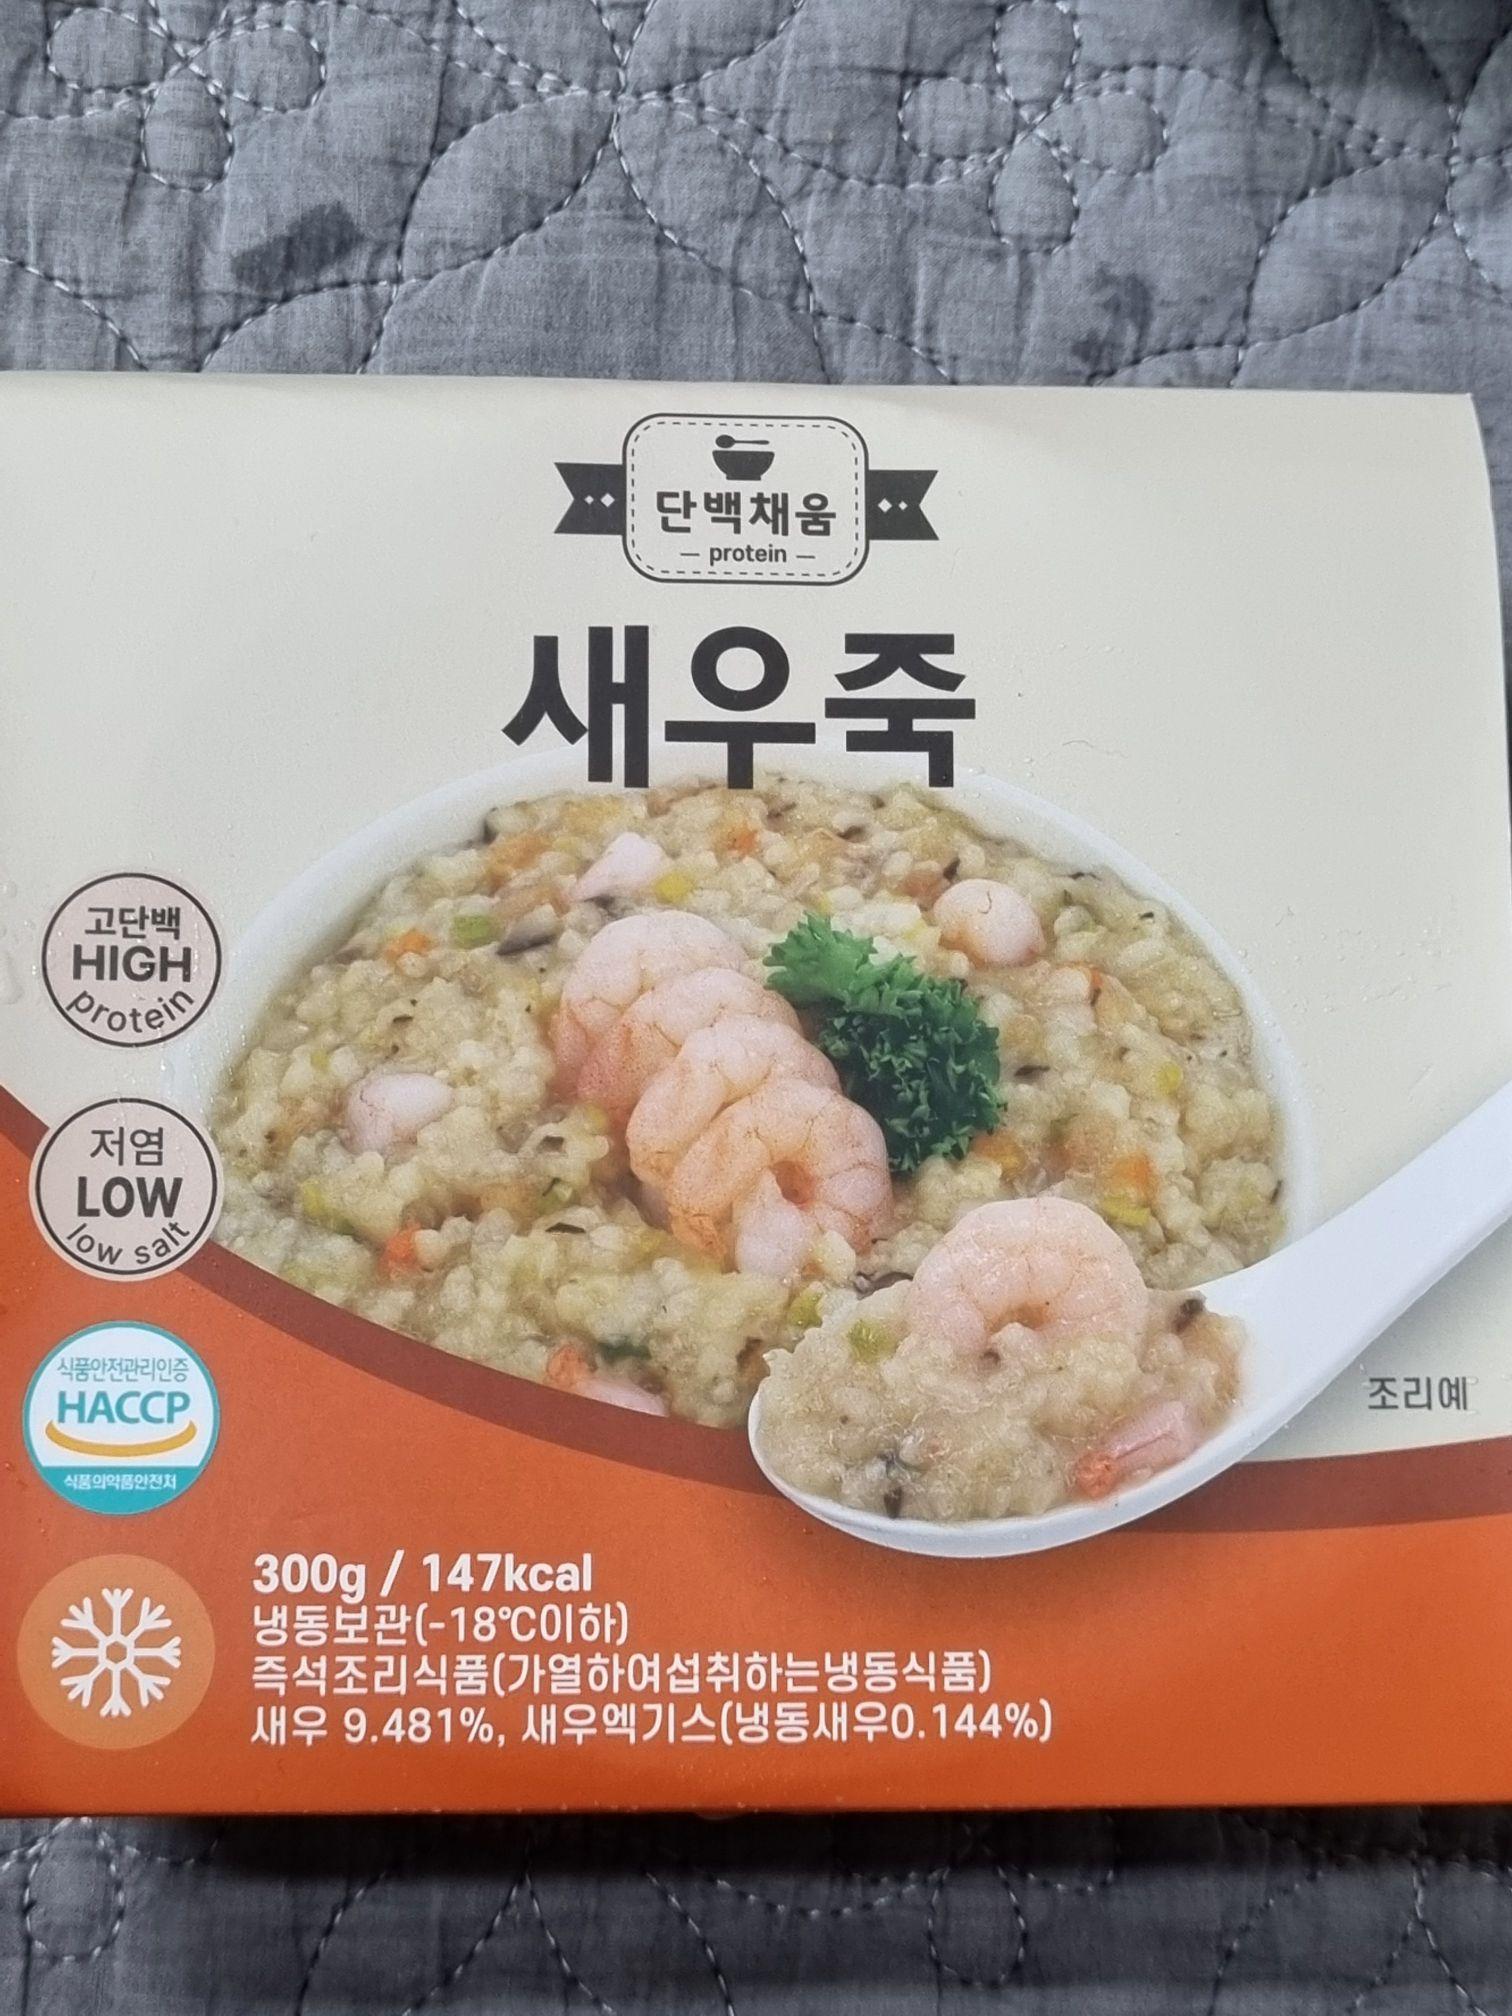 단백채움
protein
새우죽
고단백
HIGH
protein
저염
LOW
low salt
식품안전관리인증
HACCP
식품의약품안전처
조리예
300g / 147kcal
냉동보관(-18℃이하)
즉석조리식품(가열하여섭취하는냉동식품)
새우 9.481%, 새우엑기스(냉동새우0.144%)